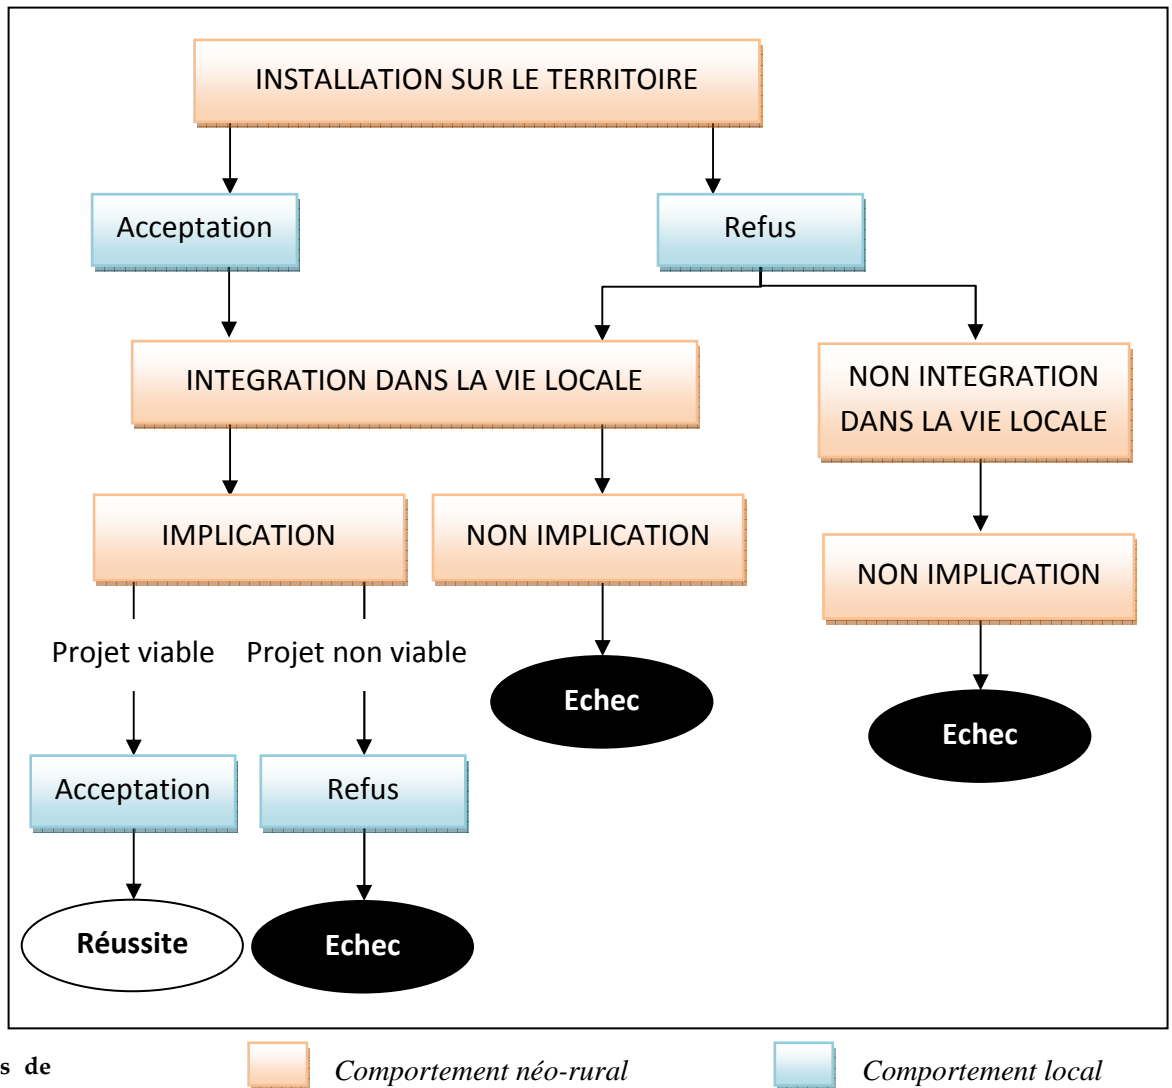 INSTALLATION SUR LE TERRITOIRE
Acceptation
Refus
INTEGRATION DANS LA VIE LOCALE
NON INTEGRATION
DANS LA VIE LOCALE
IMPLICATION
NON IMPLICATION
NON IMPLICATION
Projet viable
Projet non viable
Echec
Echec
Acceptation
Refus
Réussite
Echec
s de
Comportement néo-rural
Comportement local